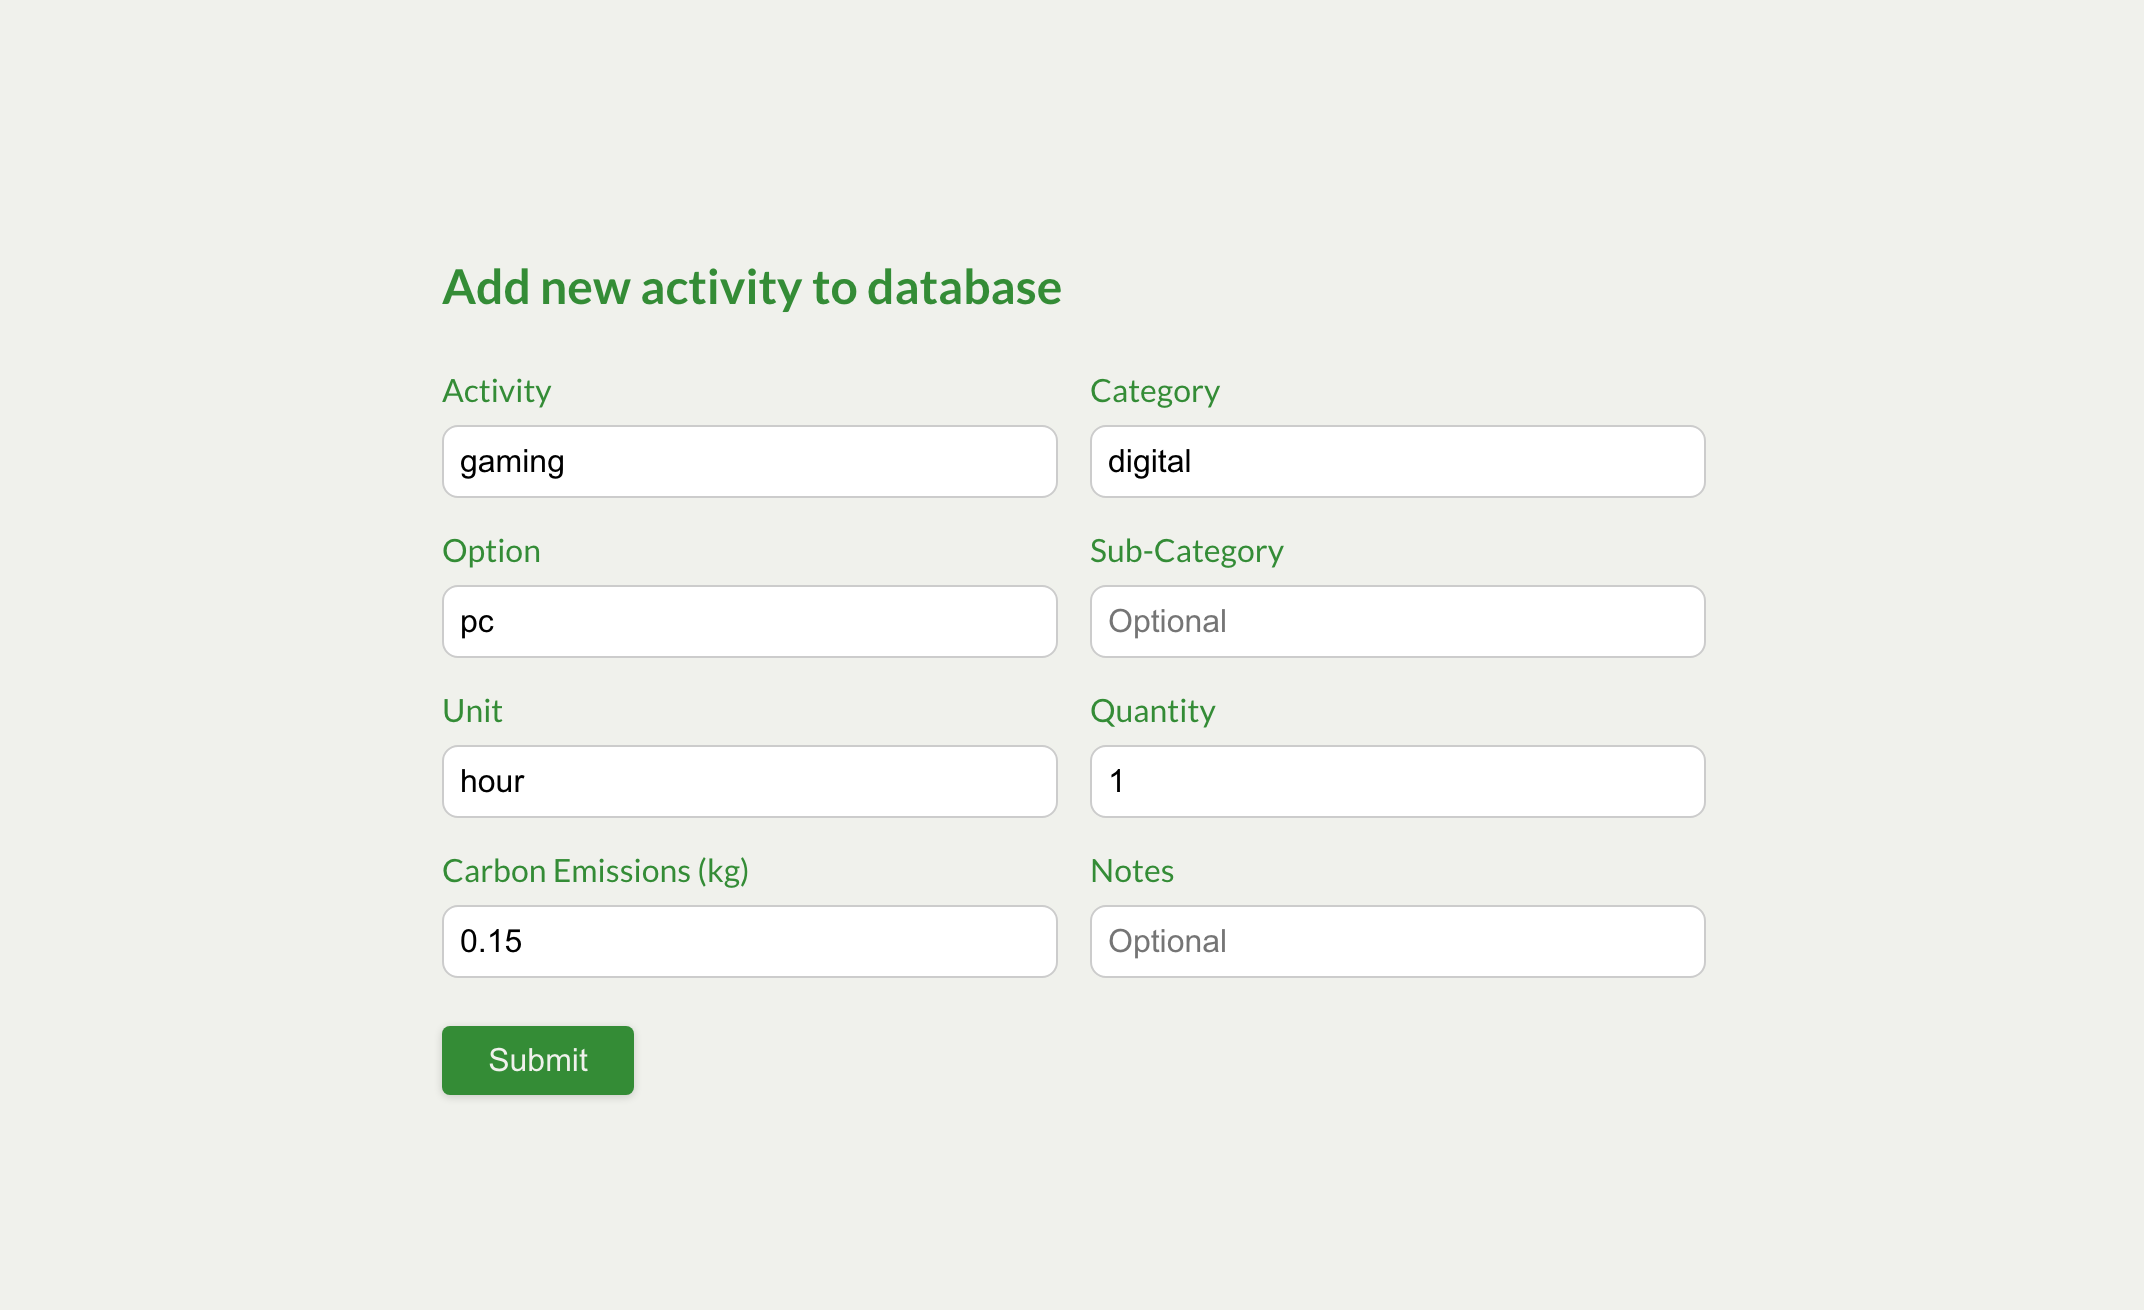 Add new activity to database
Activity
Category
gaming
digital
Option
Sub-Category
pc
Optional
Unit
Quantity
hour
1
Carbon Emissions (kg)
Notes
0.15
Optional
Submit